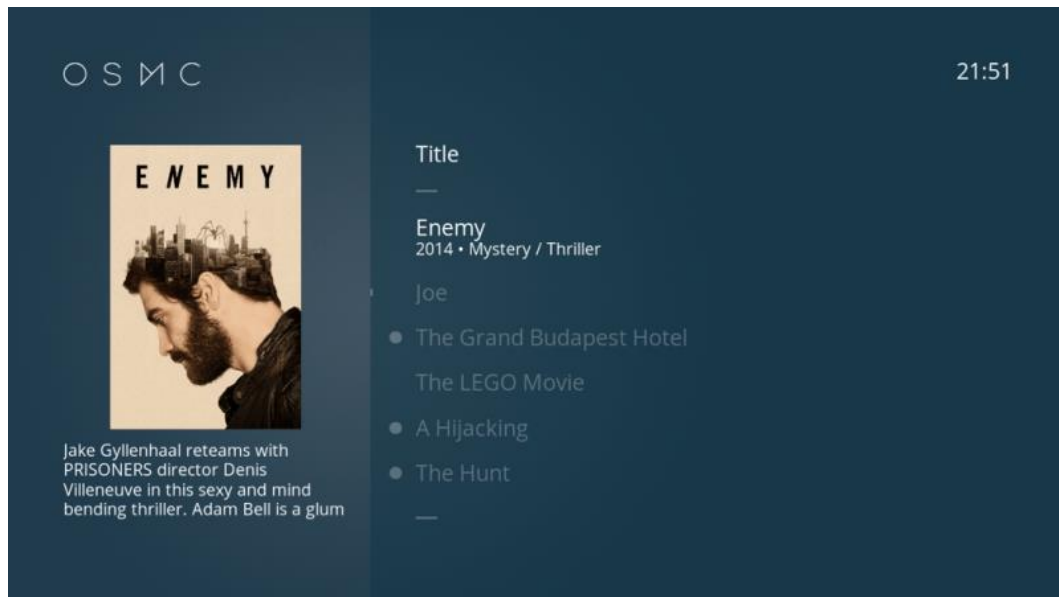 OSMC
21:51
ENEMY
Jake Gyllenhaal reteams with
PRISONERS director Denis
Villeneuve in this sexy and mind
bending thriller. Adam Bell is a glum
Title
Enemy
2014 • Mystery / Thriller
Joe
The Grand Budapest Hotel
The LEGO Movie
A Hijacking
The Hunt